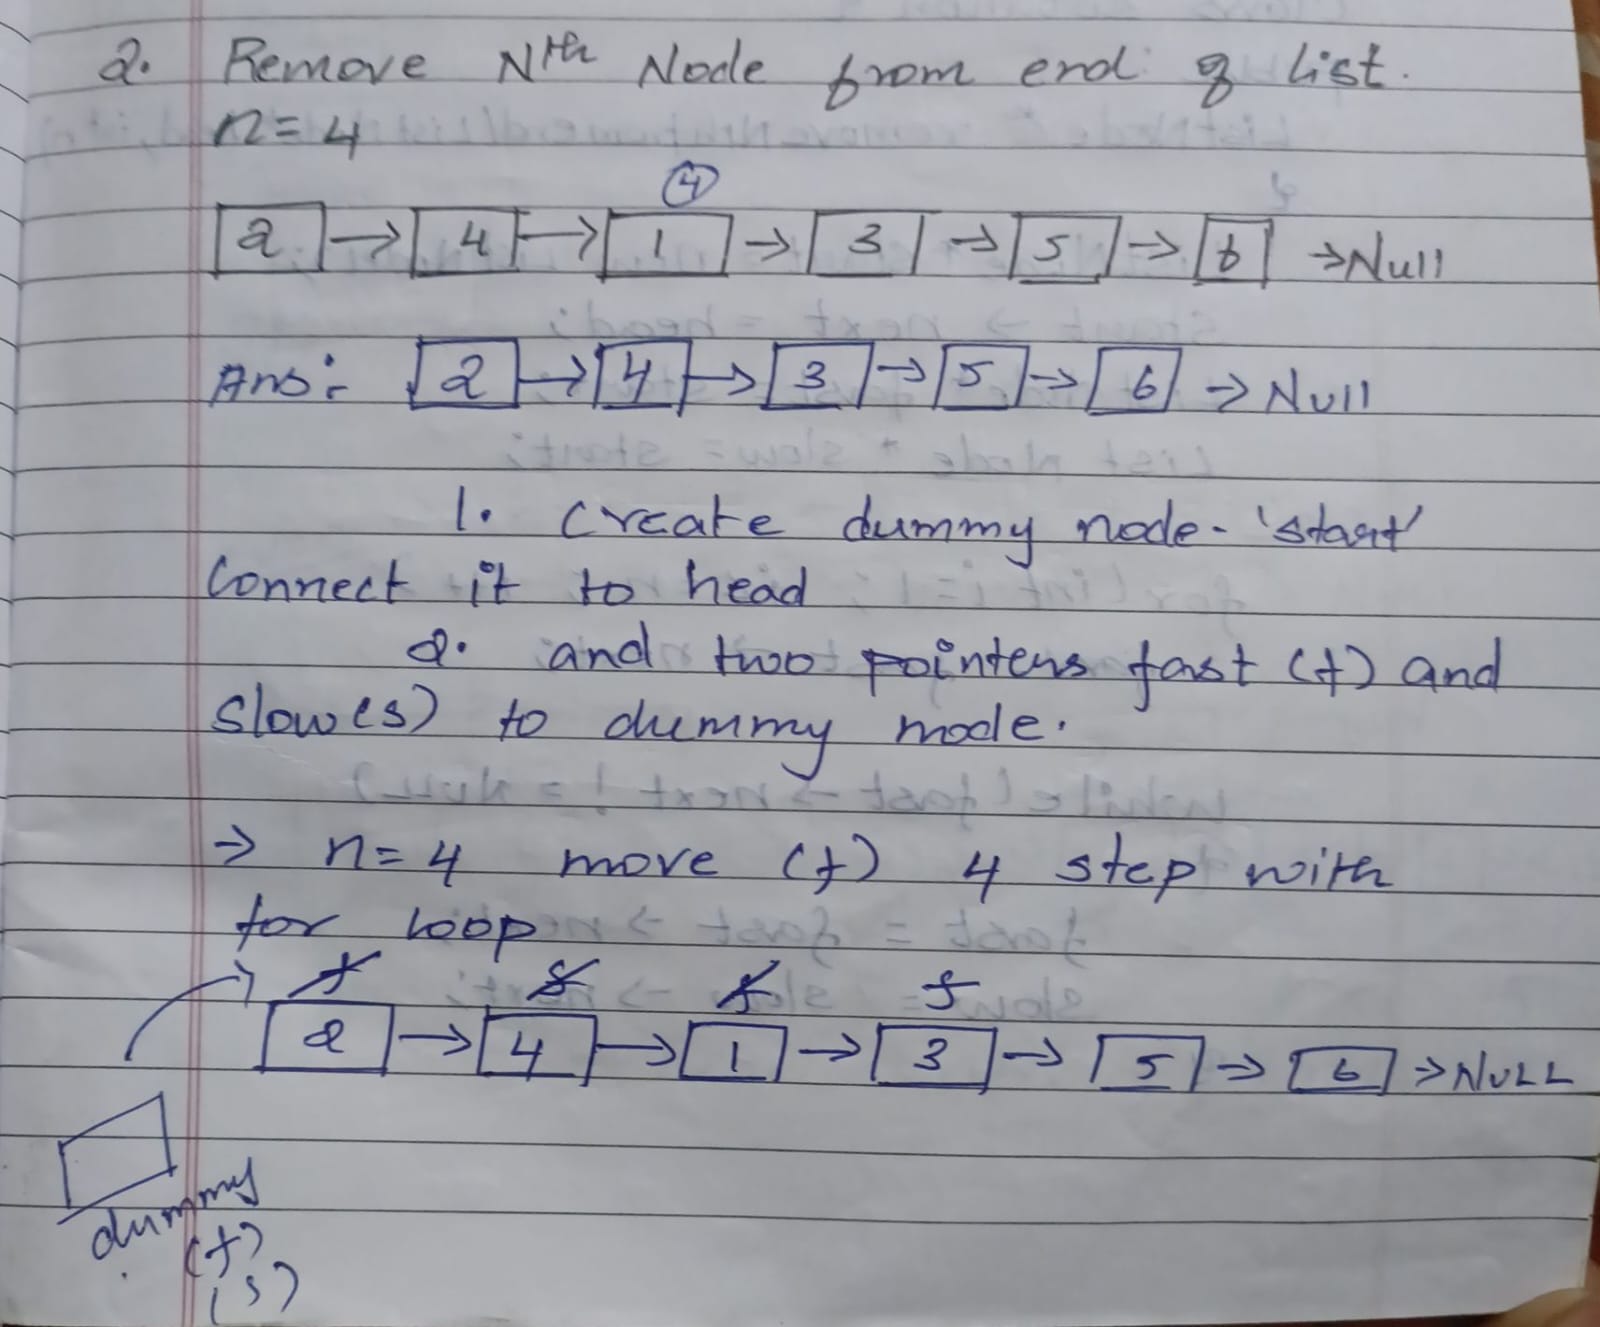 2. Remove Nth Node from end of list.
n=4
④
2 → 4 → 1 → 3 → 5 → 6 → Null
Ans:- 2 → 4 → 3 → 5 → 6 → Null
1. Create dummy node - 'start'
connect it to head
2. and two pointers fast (f) and
slow(s) to dummy node.
→ n=4 move (f) 4 step with
for loop
f f f f
2 → 4 → 1 → 3 → 5 → 6 → NULL
dummy
(f)
(s)